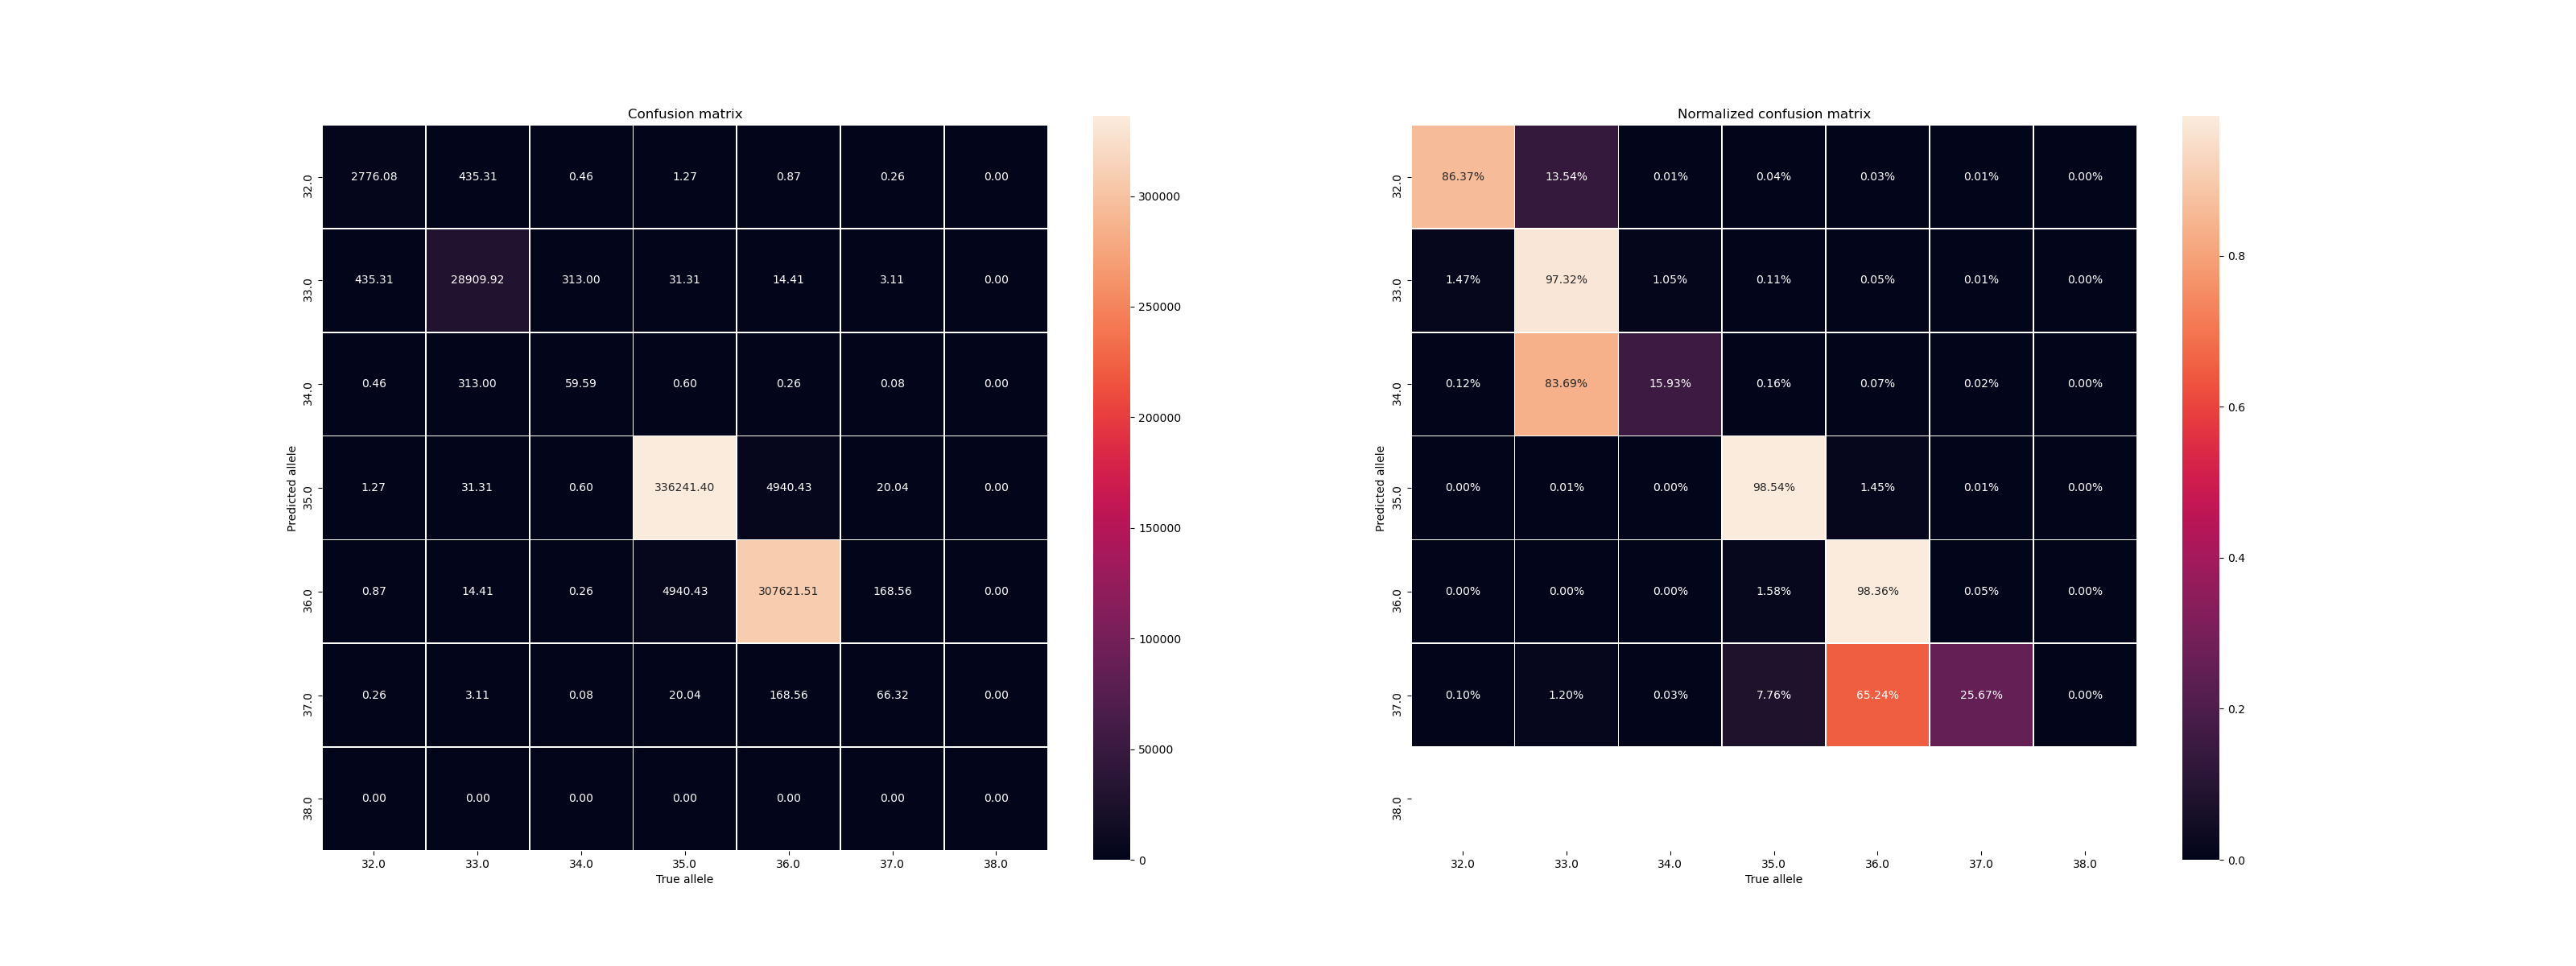 Confusion matrix
32.0 2776.08 435.31 0.46 1.27 0.87 0.26 0.00
33.0 435.31 28909.92 313.00 31.31 14.41 3.11 0.00
34.0 0.46 313.00 59.59 0.60 0.26 0.08 0.00
35.0 1.27 31.31 0.60 336241.40 4940.43 20.04 0.00
36.0 0.87 14.41 0.26 4940.43 307621.51 168.56 0.00
37.0 0.26 3.11 0.08 20.04 168.56 66.32 0.00
38.0 0.00 0.00 0.00 0.00 0.00 0.00 0.00
32.0 33.0 34.0 35.0 36.0 37.0 38.0
True allele
Predicted allele
300000
250000
200000
150000
100000
50000
0
Normalized confusion matrix
32.0 86.37% 13.54% 0.01% 0.04% 0.03% 0.01% 0.00%
33.0 1.47% 97.32% 1.05% 0.11% 0.05% 0.01% 0.00%
34.0 0.12% 83.69% 15.93% 0.16% 0.07% 0.02% 0.00%
35.0 0.00% 0.01% 0.00% 98.54% 1.45% 0.01% 0.00%
36.0 0.00% 0.00% 0.00% 1.58% 98.36% 0.05% 0.00%
37.0 0.10% 1.20% 0.03% 7.76% 65.24% 25.67% 0.00%
38.0
32.0 33.0 34.0 35.0 36.0 37.0 38.0
True allele
Predicted allele
0.8
0.6
0.4
0.2
0.0